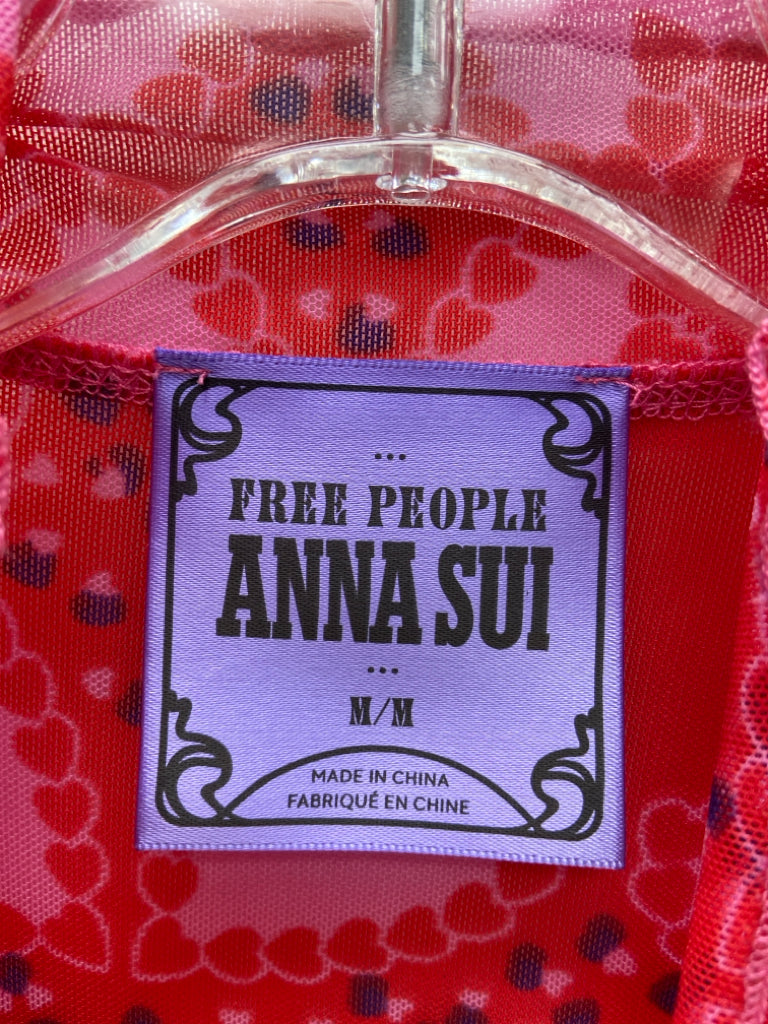 FREE PEOPLE
ANNA SUI
M/M
MADE IN CHINA
FABRIQUÉ EN CHINE